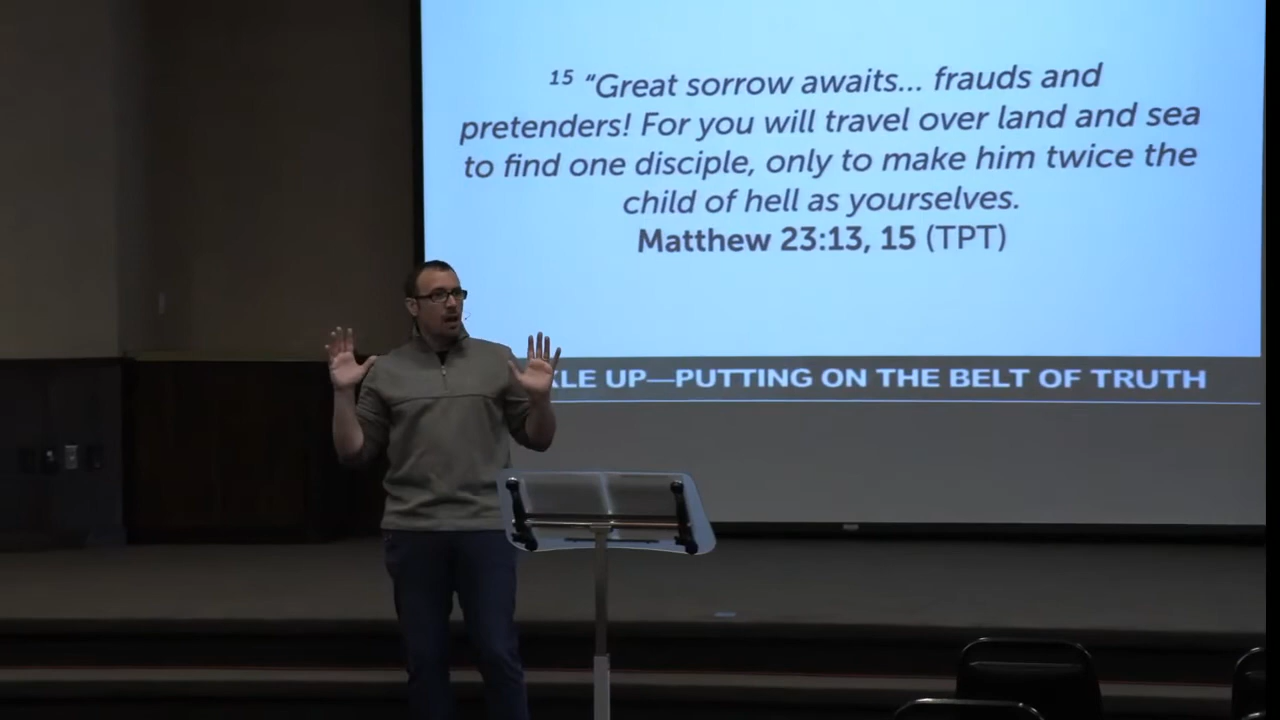 15 “Great sorrow awaits... frauds and
pretenders! For you will travel over land and sea
to find one disciple, only to make him twice the
child of hell as yourselves.
Matthew 23:13, 15 (TPT)
KLE UP—PUTTING ON THE BELT OF TRUTH